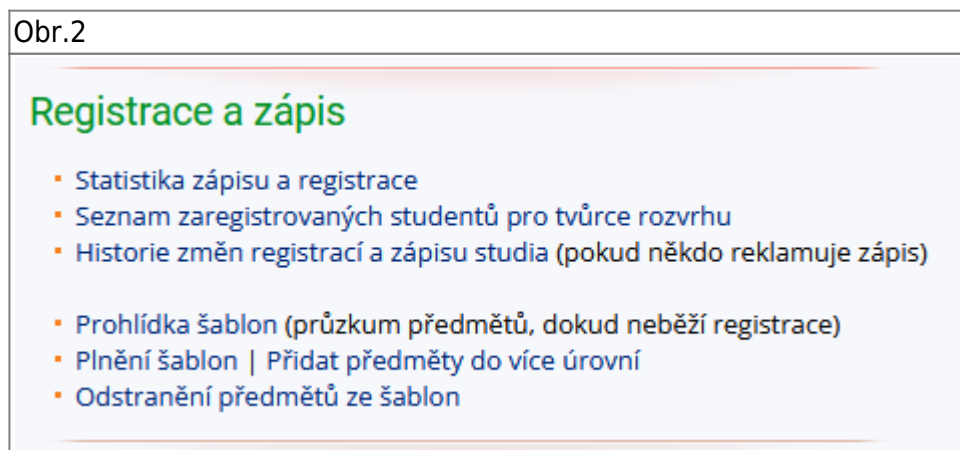 Obr.2
Registrace a zápis
Statistika zápisu a registrace
Seznam zaregistrovaných studentů pro tvůrce rozvrhu
Historie změn registrací a zápisu studia (pokud někdo reklamuje zápis)
Prohlídka šablon (průzkum předmětů, dokud neběží registrace)
Plnění šablon | Přidat předměty do více úrovní
Odstranění předmětů ze šablon